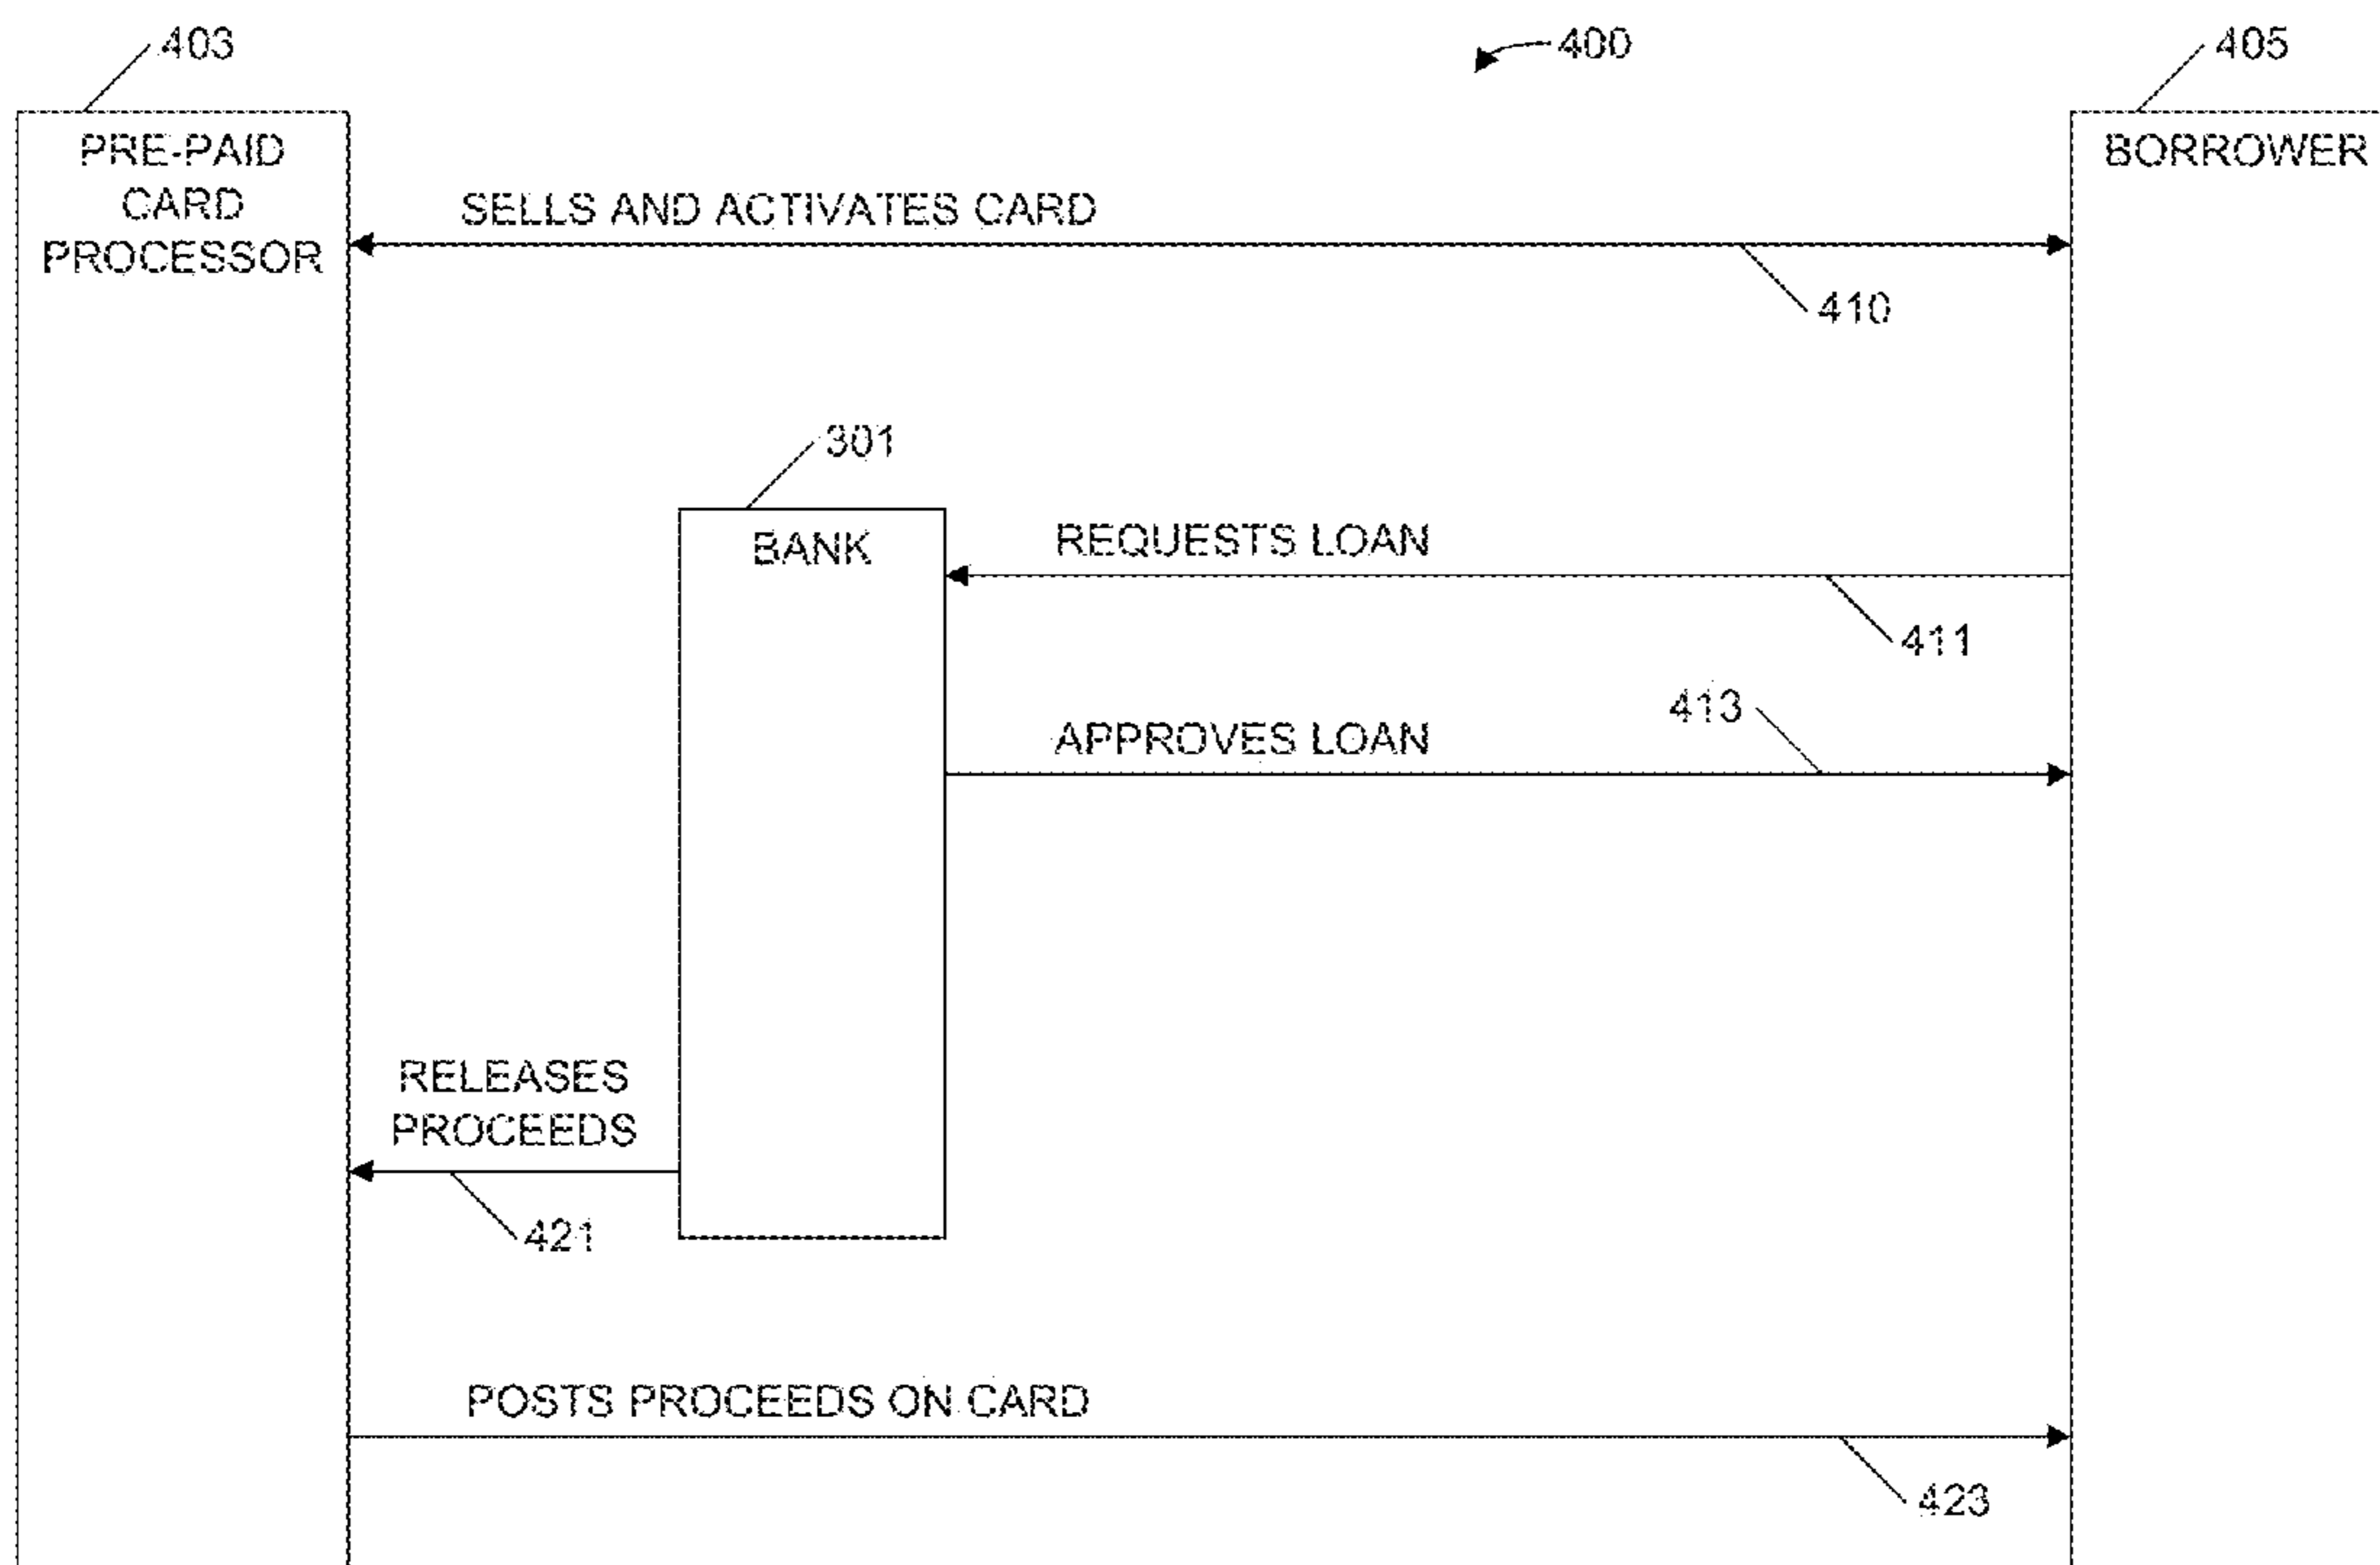 403
400
405
PRE-PAID
CARD
PROCESSOR
BORROWER
SELLS AND ACTIVATES CARD
410
301
BANK
REQUESTS LOAN
411
413
APPROVES LOAN
RELEASES
PROCEEDS
421
POSTS PROCEEDS ON CARD
423